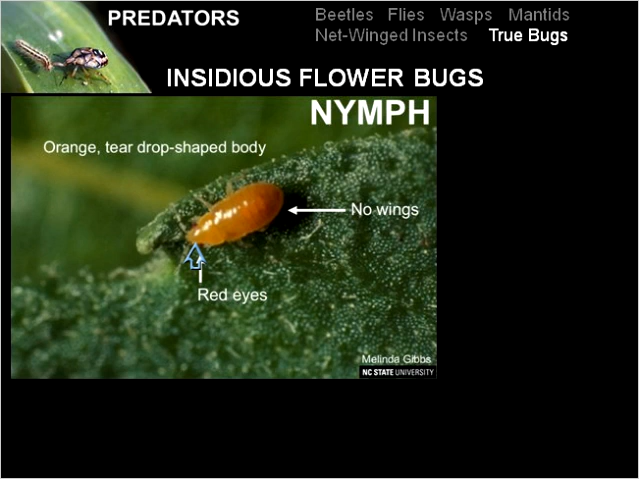 PREDATORS
Beetles Flies Wasps Mantids
Net-Winged Insects True Bugs
INSIDIOUS FLOWER BUGS
NYMPH
Orange, tear drop-shaped body
No wings
Red eyes
Melinda Gibbs
NC STATE UNIVERSITY